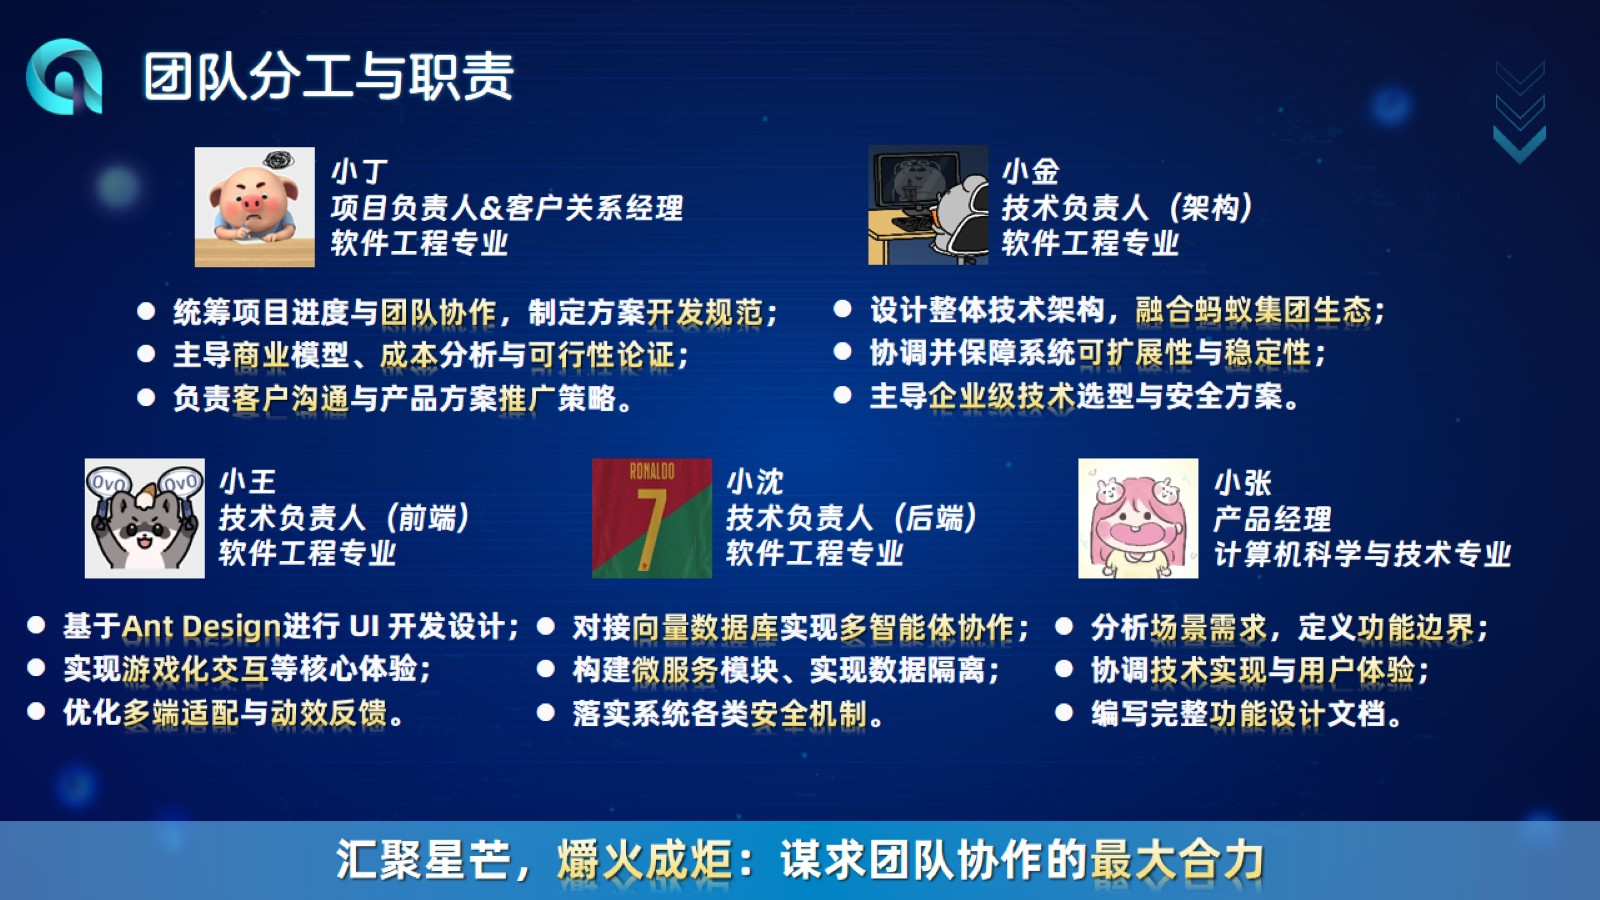 团队分工与职责
小丁
项目负责人&客户关系经理
软件工程专业
小金
技术负责人（架构）
软件工程专业
统筹项目进度与团队协作，制定方案开发规范；
主导商业模型、成本分析与可行性论证；
负责客户沟通与产品方案推广策略。
设计整体技术架构，融合蚂蚁集团生态；
协调并保障系统可扩展性与稳定性；
主导企业级技术选型与安全方案。
OvO
OvO
小王
技术负责人（前端）
软件工程专业
RONALDO
7
小沈
技术负责人（后端）
软件工程专业
小张
产品经理
计算机科学与技术专业
基于Ant Design进行 UI 开发设计；
实现游戏化交互等核心体验；
优化多端适配与动效反馈。
对接向量数据库实现多智能体协作；
构建微服务模块、实现数据隔离；
落实系统各类安全机制。
分析场景需求，定义功能边界；
协调技术实现与用户体验；
编写完整功能设计文档。
汇聚星芒，爝火成炬：谋求团队协作的最大合力